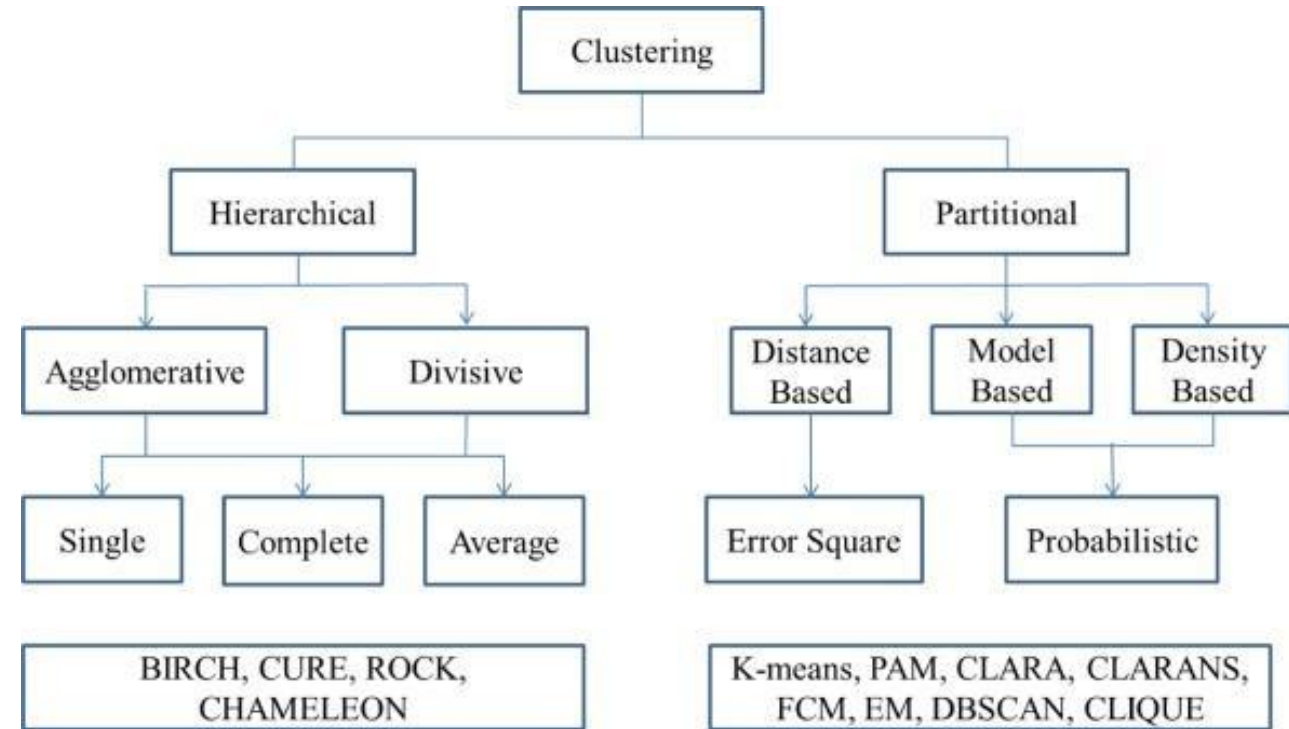 Clustering
Hierarchical
Partitional
Agglomerative
Divisive
Distance
Based
Model
Based
Density
Based
Single
Complete
Average
Error Square
Probabilistic
BIRCH, CURE, ROCK,
CHAMELEON
K-means, PAM, CLARA, CLARANS,
FCM, EM, DBSCAN, CLIQUE